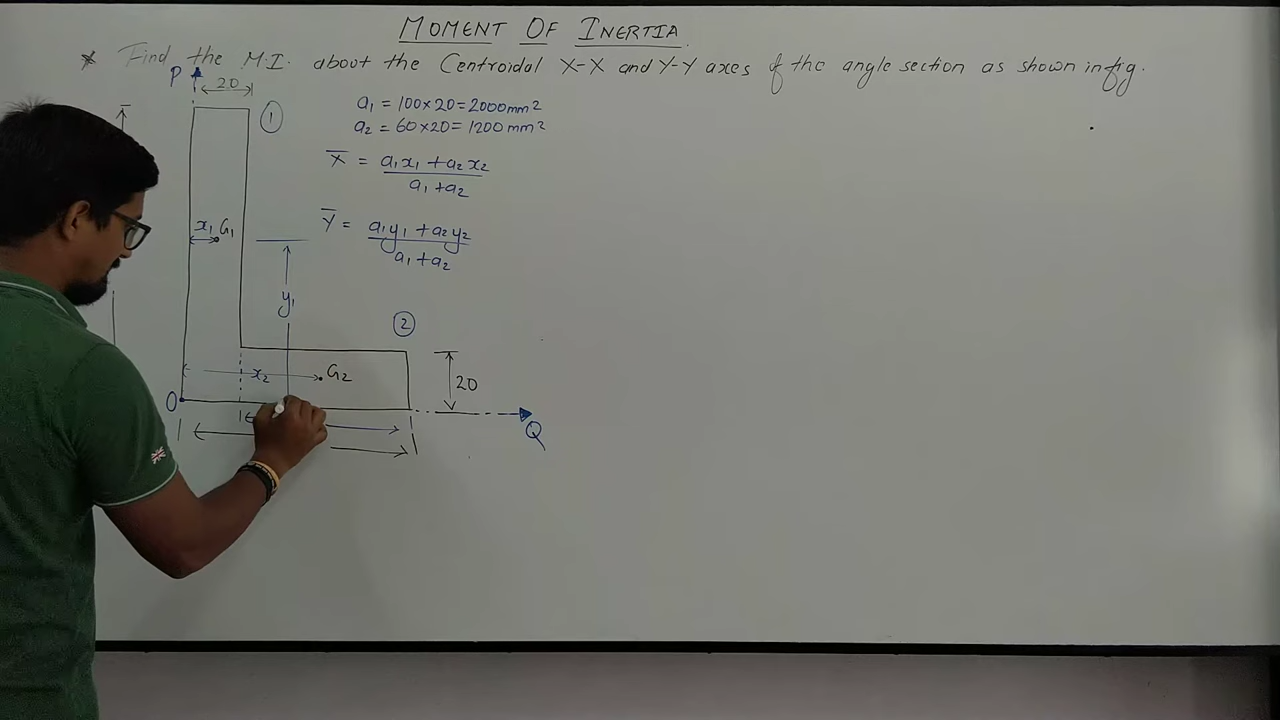 MOMENT OF INERTIA
* Find the M.I. about the Centroidal X-X and Y-Y axes of the angle section as shown in fig.
P
20
1
a1 = 100×20 = 2000mm2
a2 = 60×20 = 1200 mm2
X = a1x1 + a2x2
a1 + a2
x1 G1
Y = a1y1 + a2y2
a1 + a2
y1
2
x2 G2
20
O
Q